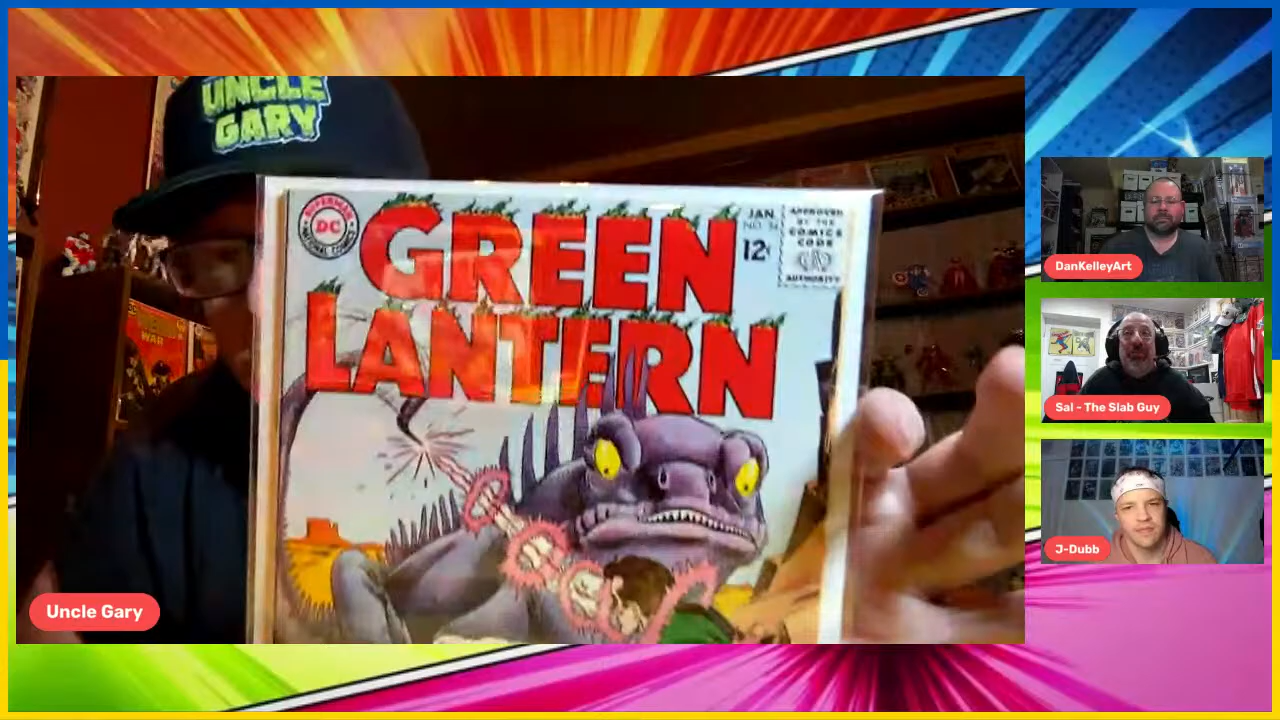 UNCLE
GARY
SUPERMAN
DC
NATIONAL COMICS
GREEN
LANTERN
JAN.
12¢
APPROVED
BY THE
COMICS
CODE
AUTHORITY
WAR
Uncle Gary
DanKelleyArt
Sal - The Slab Guy
J-Dubb